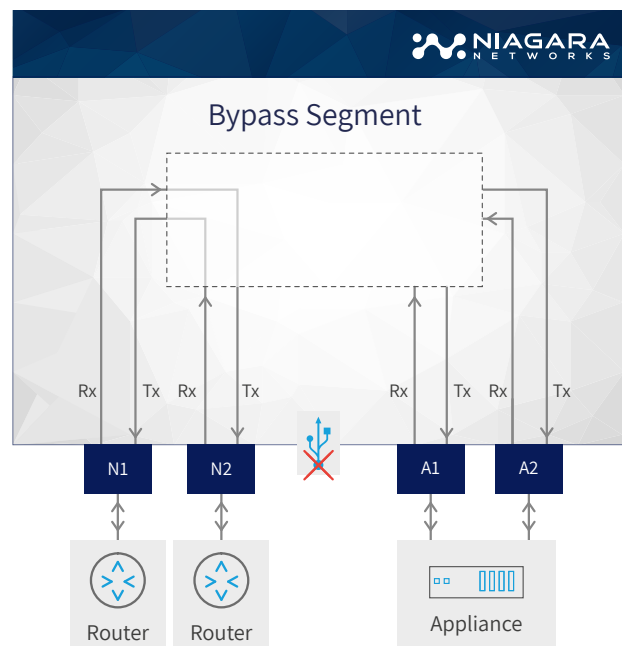 NIAGARA
NETWORKS
Bypass Segment
Rx Tx Rx Tx Rx Tx Rx Tx
N1 N2 A1 A2
Router Router Appliance